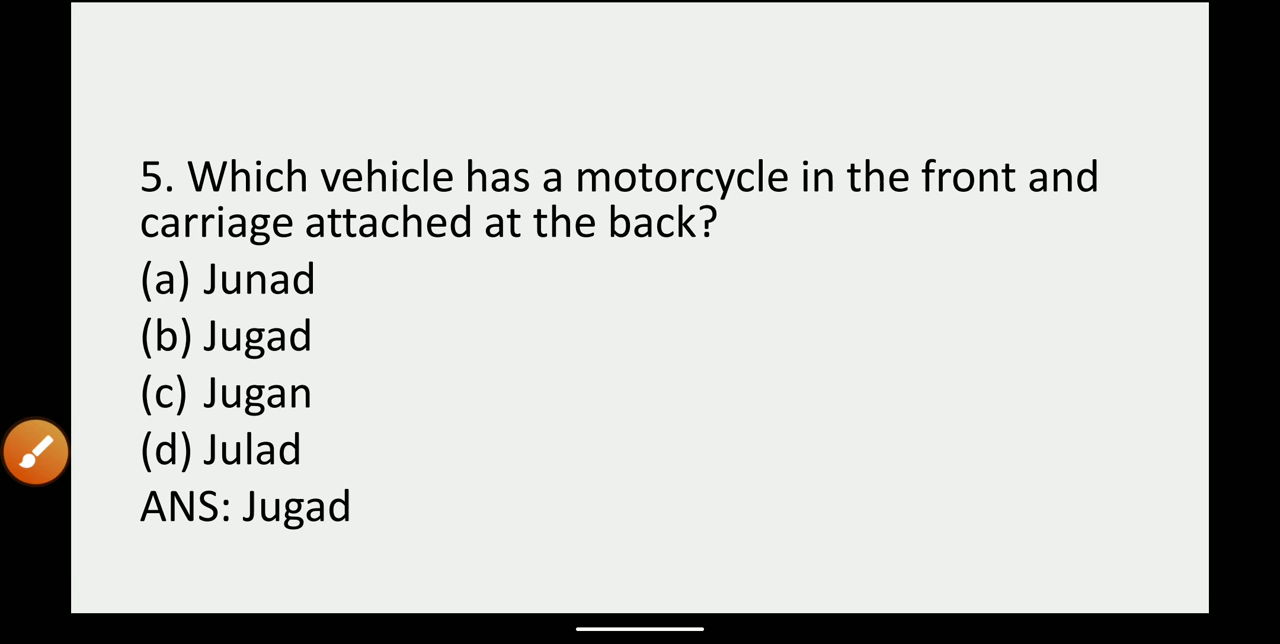 5. Which vehicle has a motorcycle in the front and
carriage attached at the back?
(a) Junad
(b) Jugad
(c) Jugan
(d) Julad
ANS: Jugad